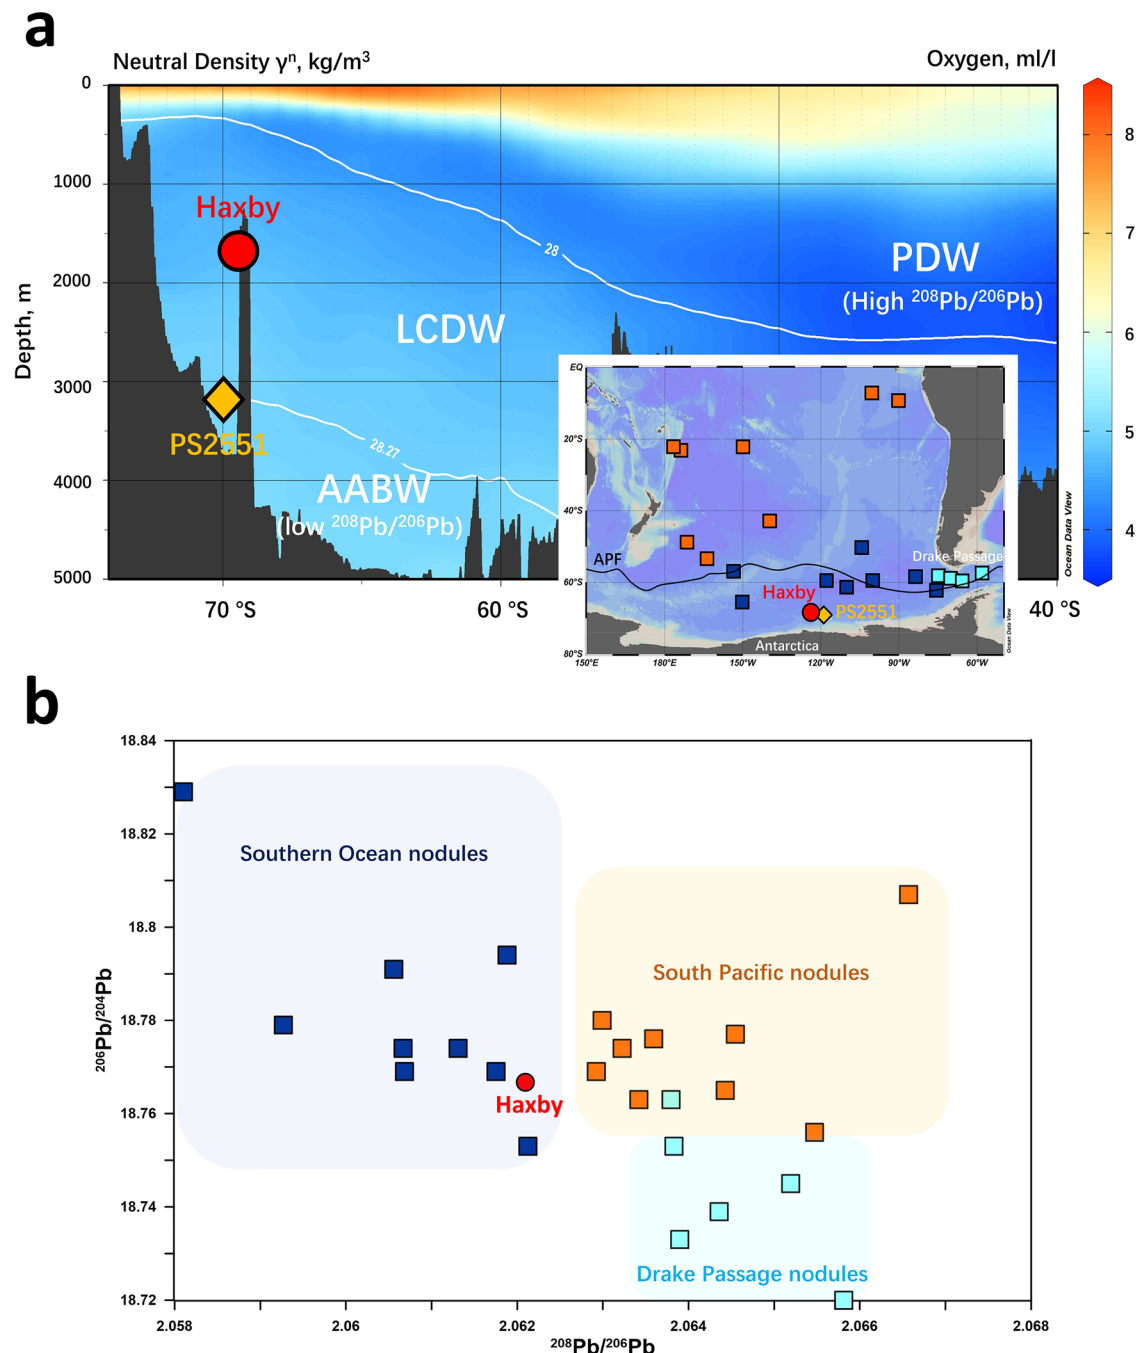 a
Neutral Density γⁿ, kg/m³
Oxygen, ml/l
0
1000
2000
3000
4000
5000
Depth, m
Haxby
28
PDW
(High ²⁰⁸Pb/²⁰⁶Pb)
LCDW
PS2551
28.27
AABW
(low ²⁰⁸Pb/²⁰⁶Pb)
70 °S
60 °S
40 °S
8
7
6
5
4
Ocean Data View
EQ
20°S
40°S
60°S
80°S
APF
Drake Passage
Haxby
PS2551
Antarctica
Ocean Data View
150°E
180°E
150°W
120°W
90°W
60°W
b
18.84
18.82
18.8
18.78
18.76
18.74
18.72
²⁰⁶Pb/²⁰⁴Pb
Southern Ocean nodules
South Pacific nodules
Haxby
Drake Passage nodules
2.058
2.06
2.062
2.064
2.066
2.068
²⁰⁸Pb/²⁰⁶Pb